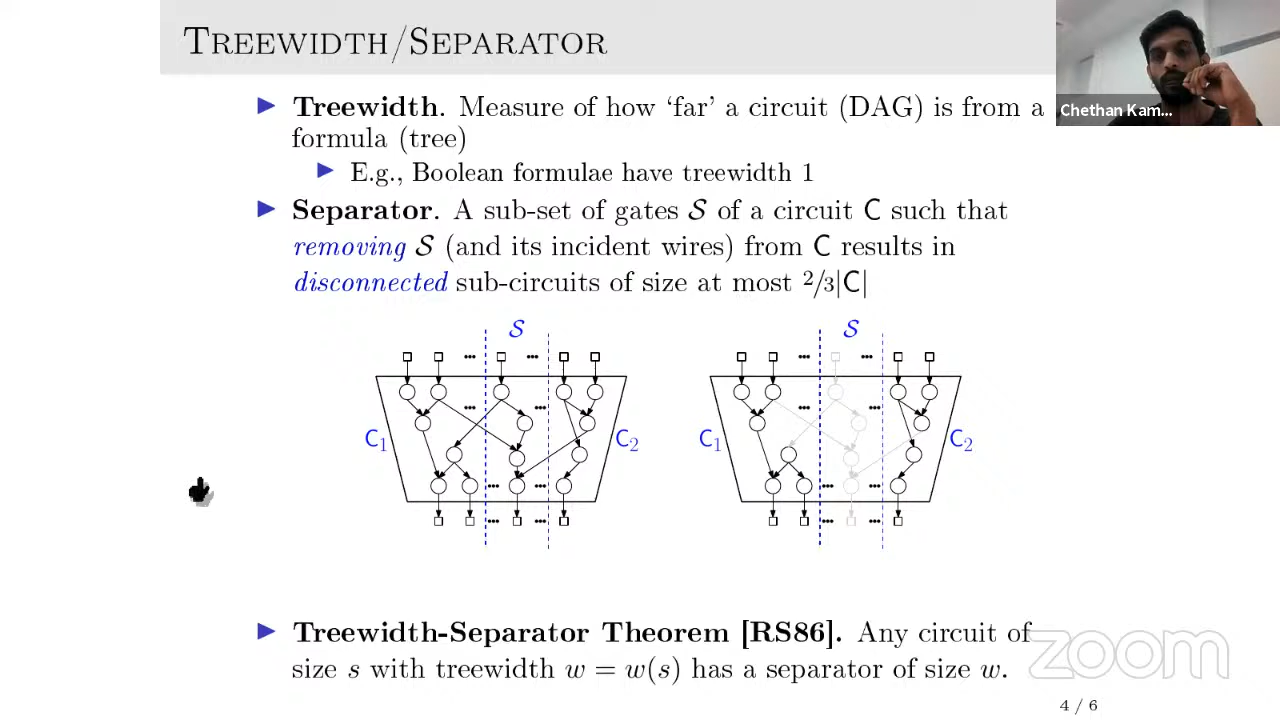 TREEWIDTH/SEPARATOR
Chethan Kam...
▶ Treewidth. Measure of how ‘far’ a circuit (DAG) is from a
formula (tree)
▶ E.g., Boolean formulae have treewidth 1
▶ Separator. A sub-set of gates 𝒮 of a circuit C such that
removing 𝒮 (and its incident wires) from C results in
disconnected sub-circuits of size at most 2/3|C|
𝒮 𝒮
C₁ C₂ C₁ C₂
▶ Treewidth-Separator Theorem [RS86]. Any circuit of
size s with treewidth w = w(s) has a separator of size w.
zoom
4 / 6